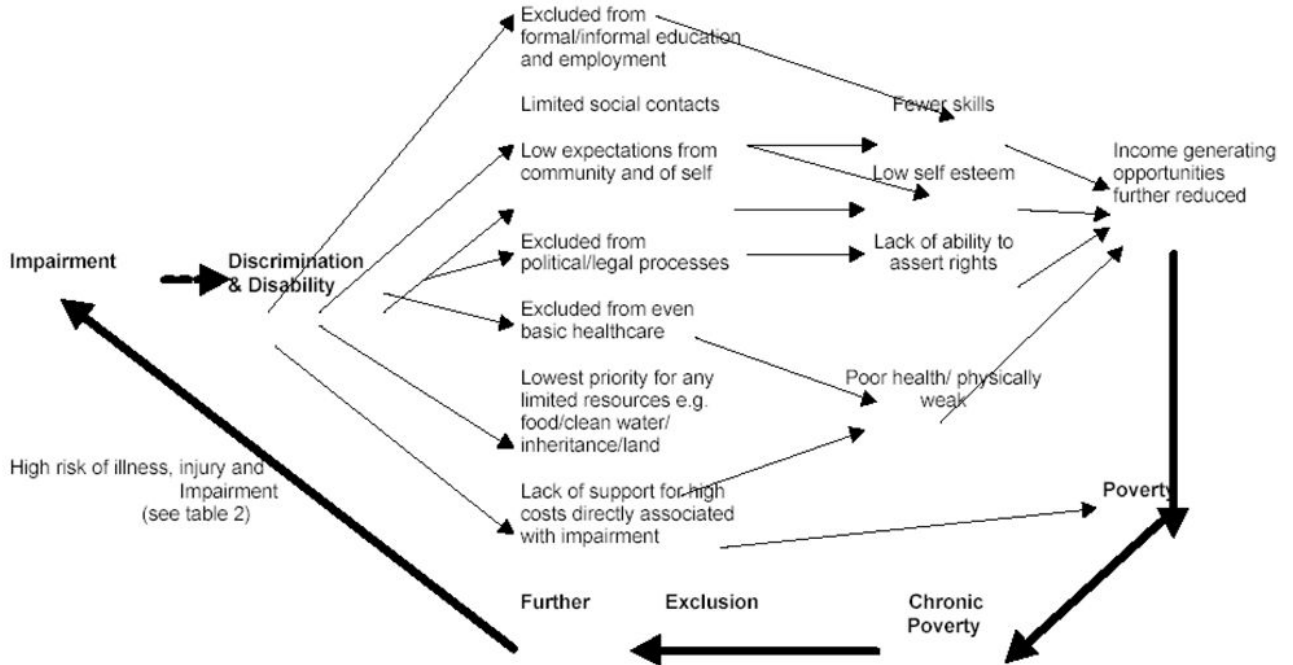 Excluded from
formal/informal education
and employment
Limited social contacts
Fewer skills
Low expectations from
community and of self
Low self esteem
Income generating
opportunities
further reduced
Impairment
Discrimination
& Disability
Excluded from
political/legal processes
Lack of ability to
assert rights
Excluded from even
basic healthcare
Lowest priority for any
limited resources e.g.
food/clean water/
inheritance/land
Poor health/ physically
weak
High risk of illness, injury and
Impairment
(see table 2)
Lack of support for high
costs directly associated
with impairment
Poverty
Further Exclusion
Chronic
Poverty